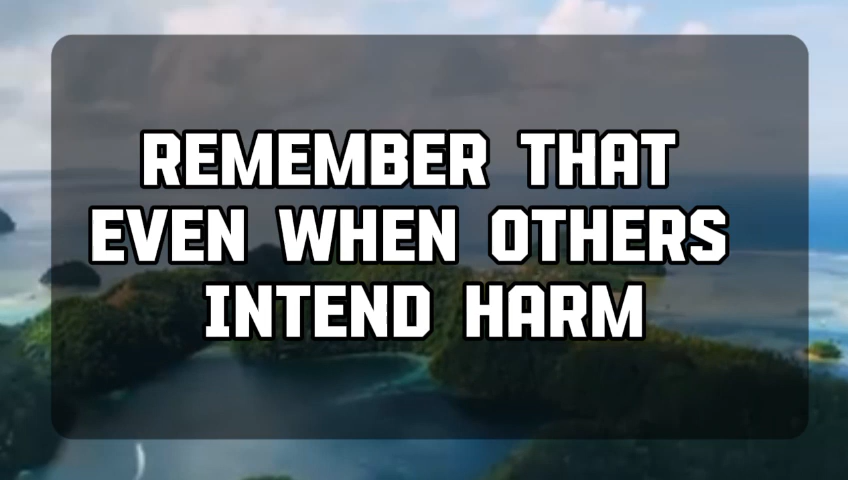 REMEMBER THAT
EVEN WHEN OTHERS
INTEND HARM